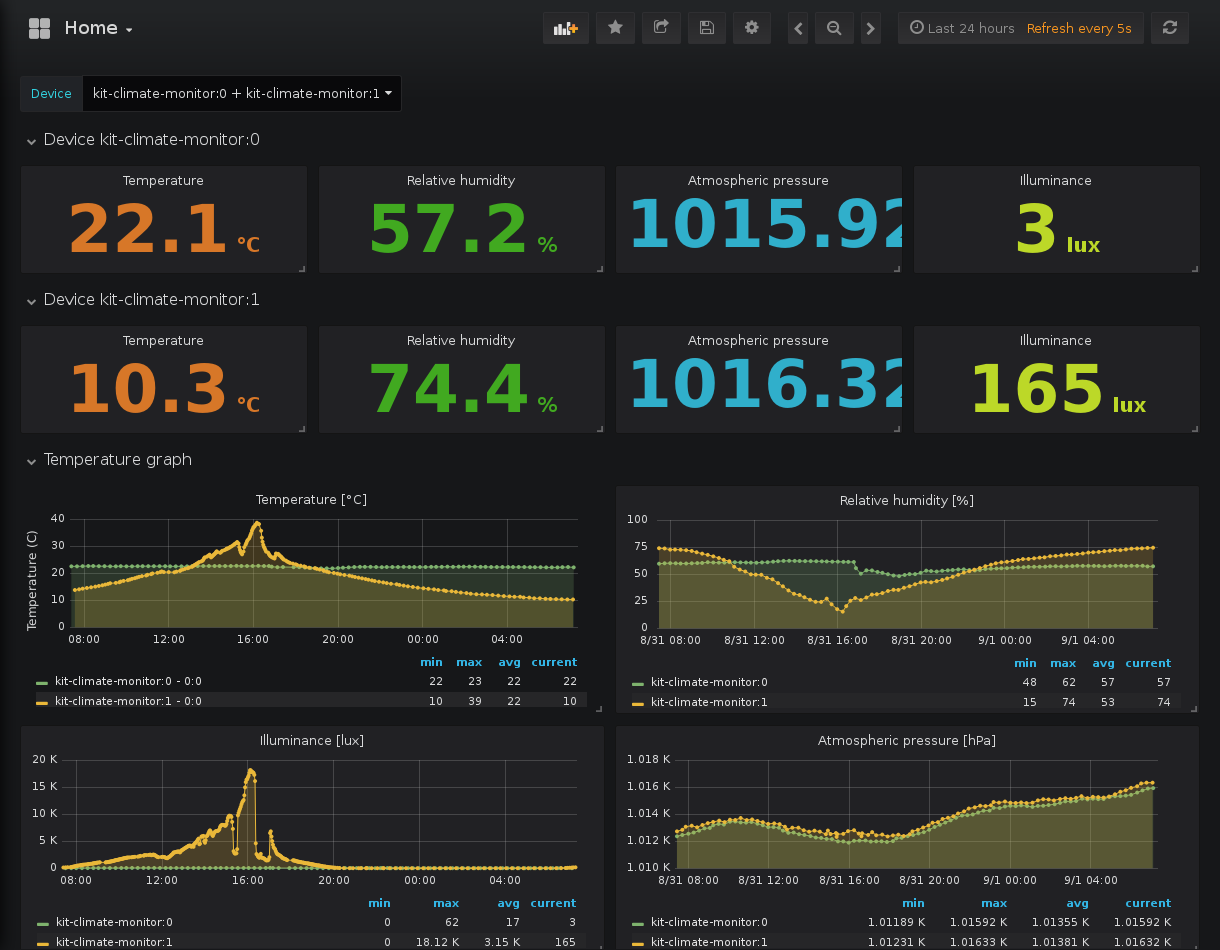 Home
Last 24 hours Refresh every 5s
Device kit-climate-monitor:0 + kit-climate-monitor:1
Device kit-climate-monitor:0
Temperature Relative humidity Atmospheric pressure Illuminance
22.1 °C 57.2 % 1015.92 3 lux
Device kit-climate-monitor:1
Temperature Relative humidity Atmospheric pressure Illuminance
10.3 °C 74.4 % 1016.32 165 lux
Temperature graph
Temperature [°C]
Temperature (C)
40
30
20
10
0
08:00 12:00 16:00 20:00 00:00 04:00
min max avg current
kit-climate-monitor:0 - 0:0 22 23 22 22
kit-climate-monitor:1 - 0:0 10 39 22 10
Relative humidity [%]
100
75
50
25
0
8/31 08:00 8/31 12:00 8/31 16:00 8/31 20:00 9/1 00:00 9/1 04:00
min max avg current
kit-climate-monitor:0 48 62 57 57
kit-climate-monitor:1 15 74 53 74
Illuminance [lux]
20 K
15 K
10 K
5 K
0
08:00 12:00 16:00 20:00 00:00 04:00
min max avg current
kit-climate-monitor:0 0 62 17 3
kit-climate-monitor:1 0 18.12 K 3.15 K 165
Atmospheric pressure [hPa]
1.018 K
1.016 K
1.014 K
1.012 K
1.010 K
8/31 08:00 8/31 12:00 8/31 16:00 8/31 20:00 9/1 00:00 9/1 04:00
min max avg current
kit-climate-monitor:0 1.01189 K 1.01592 K 1.01355 K 1.01592 K
kit-climate-monitor:1 1.01231 K 1.01633 K 1.01381 K 1.01632 K